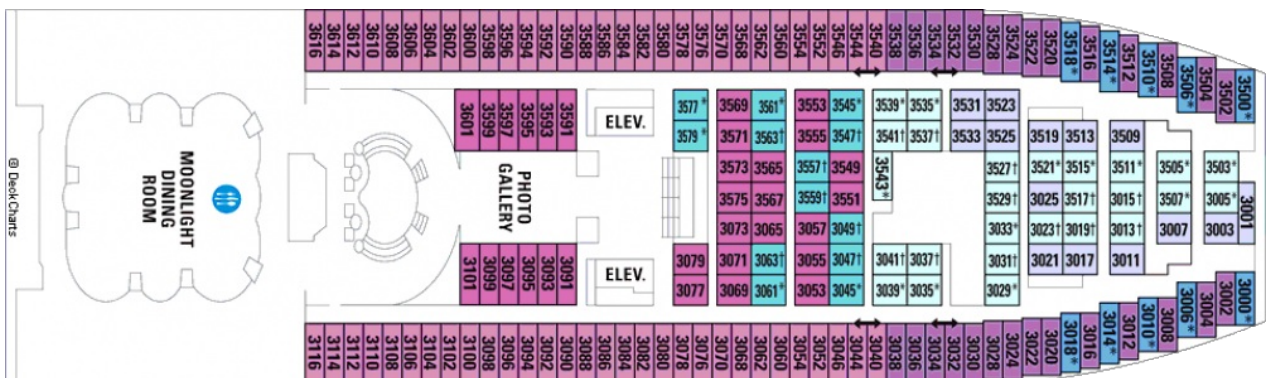 3616 3614 3612 3610 3608 3606 3604 3602 3600 3598 3596 3594 3592 3590 3588 3586 3584 3582 3580 3578 3576 3570 3568 3562 3560 3554 3552 3546 3544 3540 3538 3536 3534 3532 3530 3528 3524 3522 3520 3518* 3516 3514* 3512 3510* 3508 3506* 3504 3502 3500*
3601 3599 3597 3595 3593 3591
ELEV.
3577* 3569 3561* 3553 3545* 3539* 3535* 3531 3523
3579* 3571 3563† 3555 3547† 3541† 3537† 3533 3525 3519 3513 3509
3573 3565 3557† 3549 3543* 3527† 3521* 3515* 3511* 3505* 3503*
3575 3567 3559† 3551 3529† 3025 3517† 3015† 3507* 3005* 3001
3073 3065 3057 3049† 3033* 3023† 3019† 3013† 3007 3003
3079 3071 3063† 3055 3047† 3041† 3037† 3031† 3021 3017 3011
3077 3069 3061* 3053 3045* 3039* 3035* 3029*
© DeckCharts
MOONLIGHT
DINING
ROOM
PHOTO
GALLERY
3101 3099 3097 3095 3093 3091
ELEV.
3116 3114 3112 3110 3108 3106 3104 3102 3100 3098 3096 3094 3092 3090 3088 3086 3084 3082 3080 3078 3076 3070 3068 3062 3060 3054 3052 3046 3044 3040 3038 3036 3034 3032 3030 3028 3024 3022 3020 3018* 3016 3014* 3012 3010* 3008 3006* 3004 3002 3000*